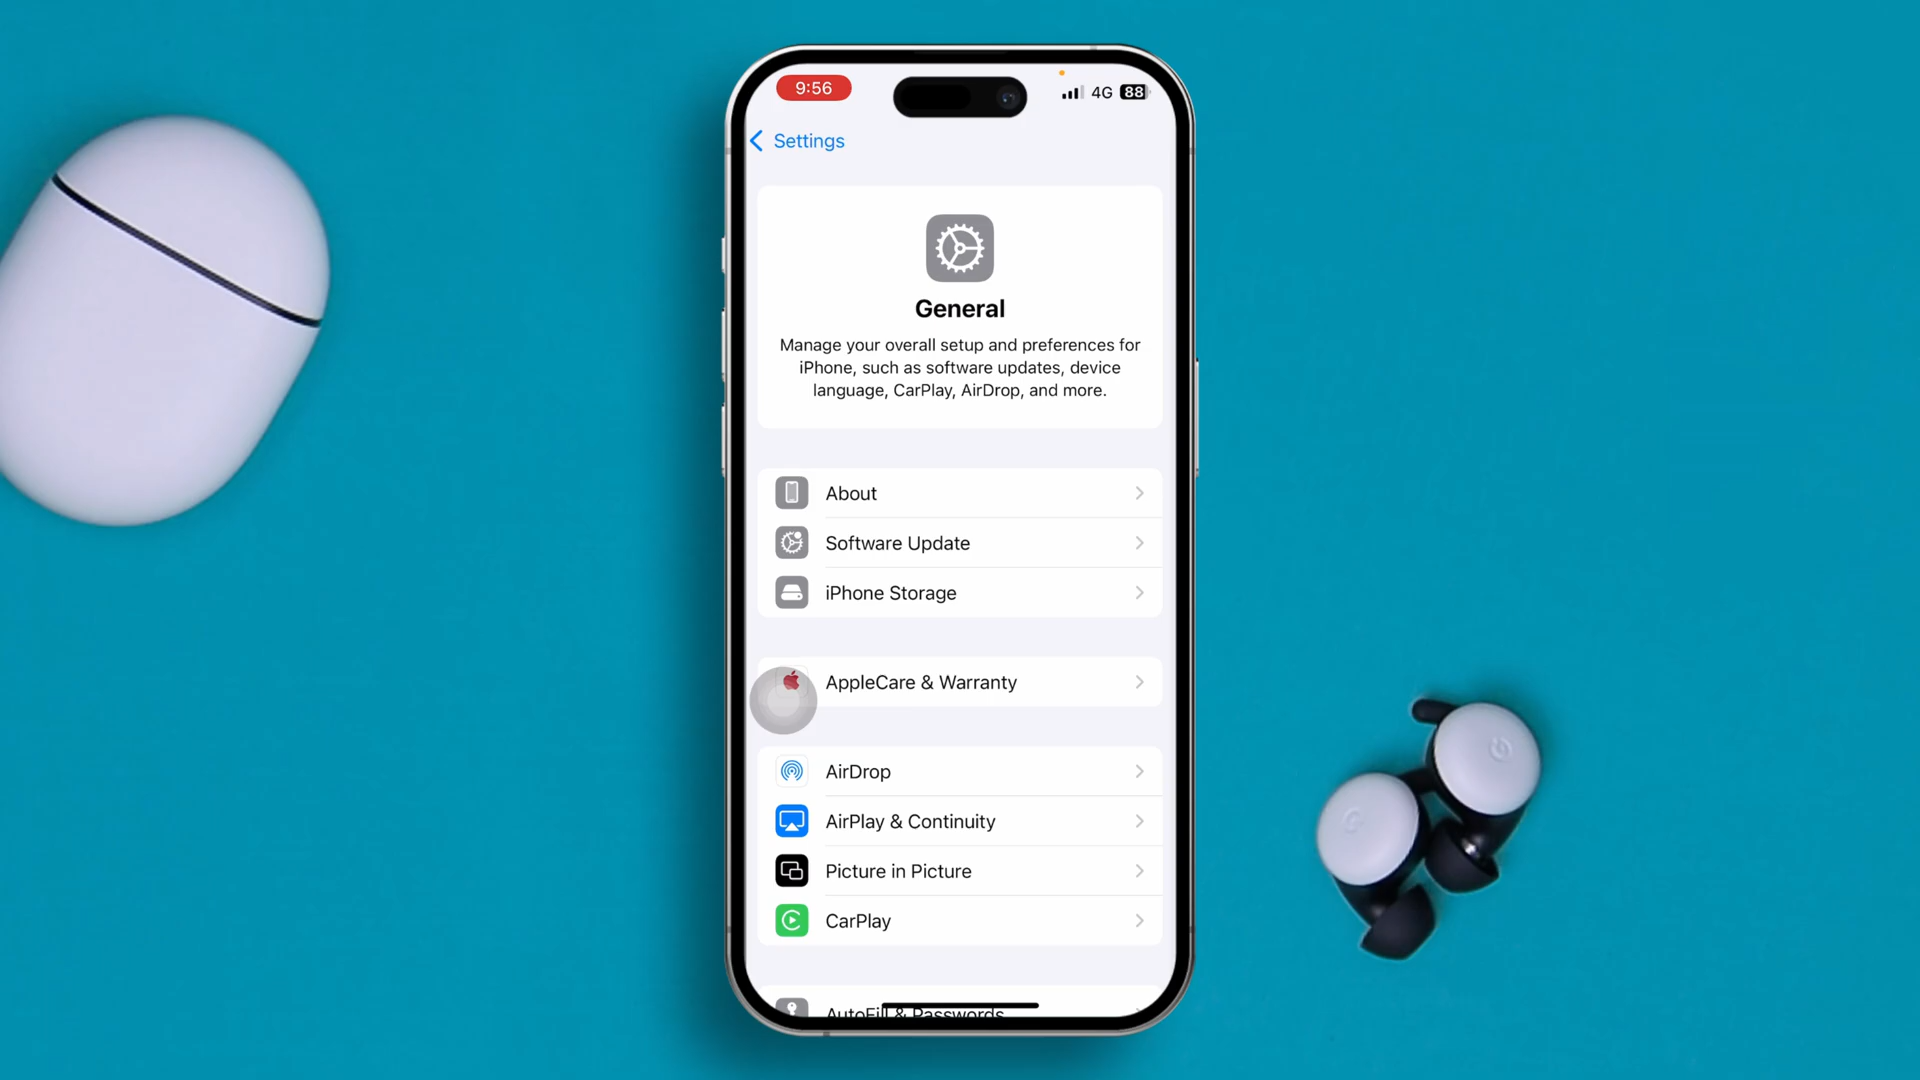 9:56
4G 88
Settings
General
Manage your overall setup and preferences for
iPhone, such as software updates, device
language, CarPlay, AirDrop, and more.
About
Software Update
iPhone Storage
AppleCare & Warranty
AirDrop
AirPlay & Continuity
Picture in Picture
CarPlay
AutoFill & Passwords